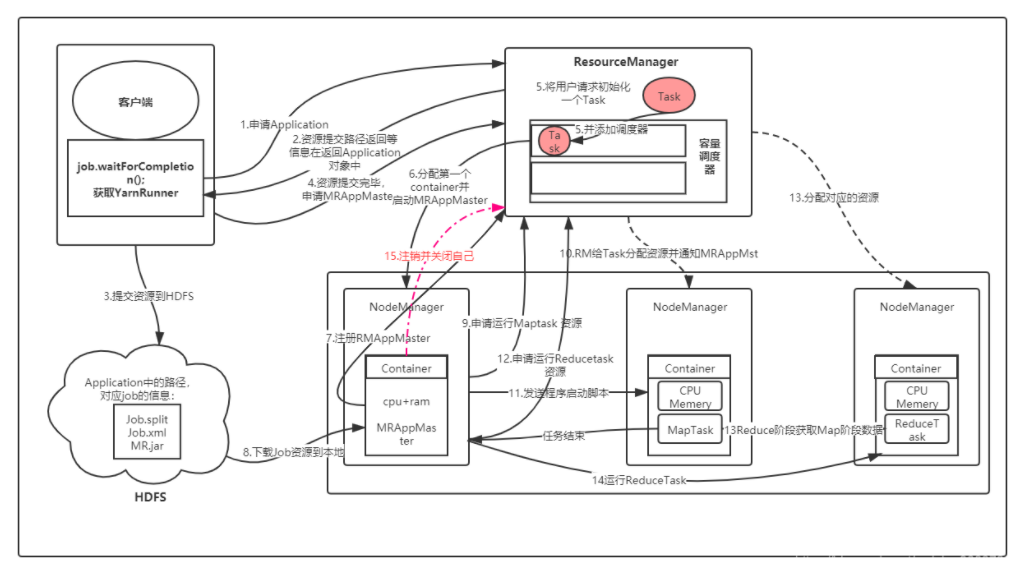 ResourceManager
客户端
5.将用户请求初始化
一个Task
Task
1.申请Application
5.并添加调度器
Ta
sk
容量
调度
器
2.资源提交路径返回等
信息在返回Application
对象中
job.waitForCompletio
n():
获取YarnRunner
6.分配第一个
container并
启动MRAppMaster
4.资源提交完毕，
申请MRAppMaste
13.分配对应的资源
15.注销并关闭自己
10.RM给Task分配资源并通知MRAppMst
3.提交资源到HDFS
NodeManager
NodeManager
NodeManager
9.申请运行Maptask 资源
7.注册RMAppMaster
12.申请运行Reducetask
资源
Container
Container
Container
Application中的路径，
对应job的信息：
11.发送程序启动脚本
cpu+ram
CPU
Memery
CPU
Memery
Job.split
Job.xml
MR.jar
MRAppMas
ter
任务结束
MapTask
13Reduce阶段获取Map阶段数据
ReduceT
ask
8.下载Job资源到本地
14运行ReduceTask
HDFS